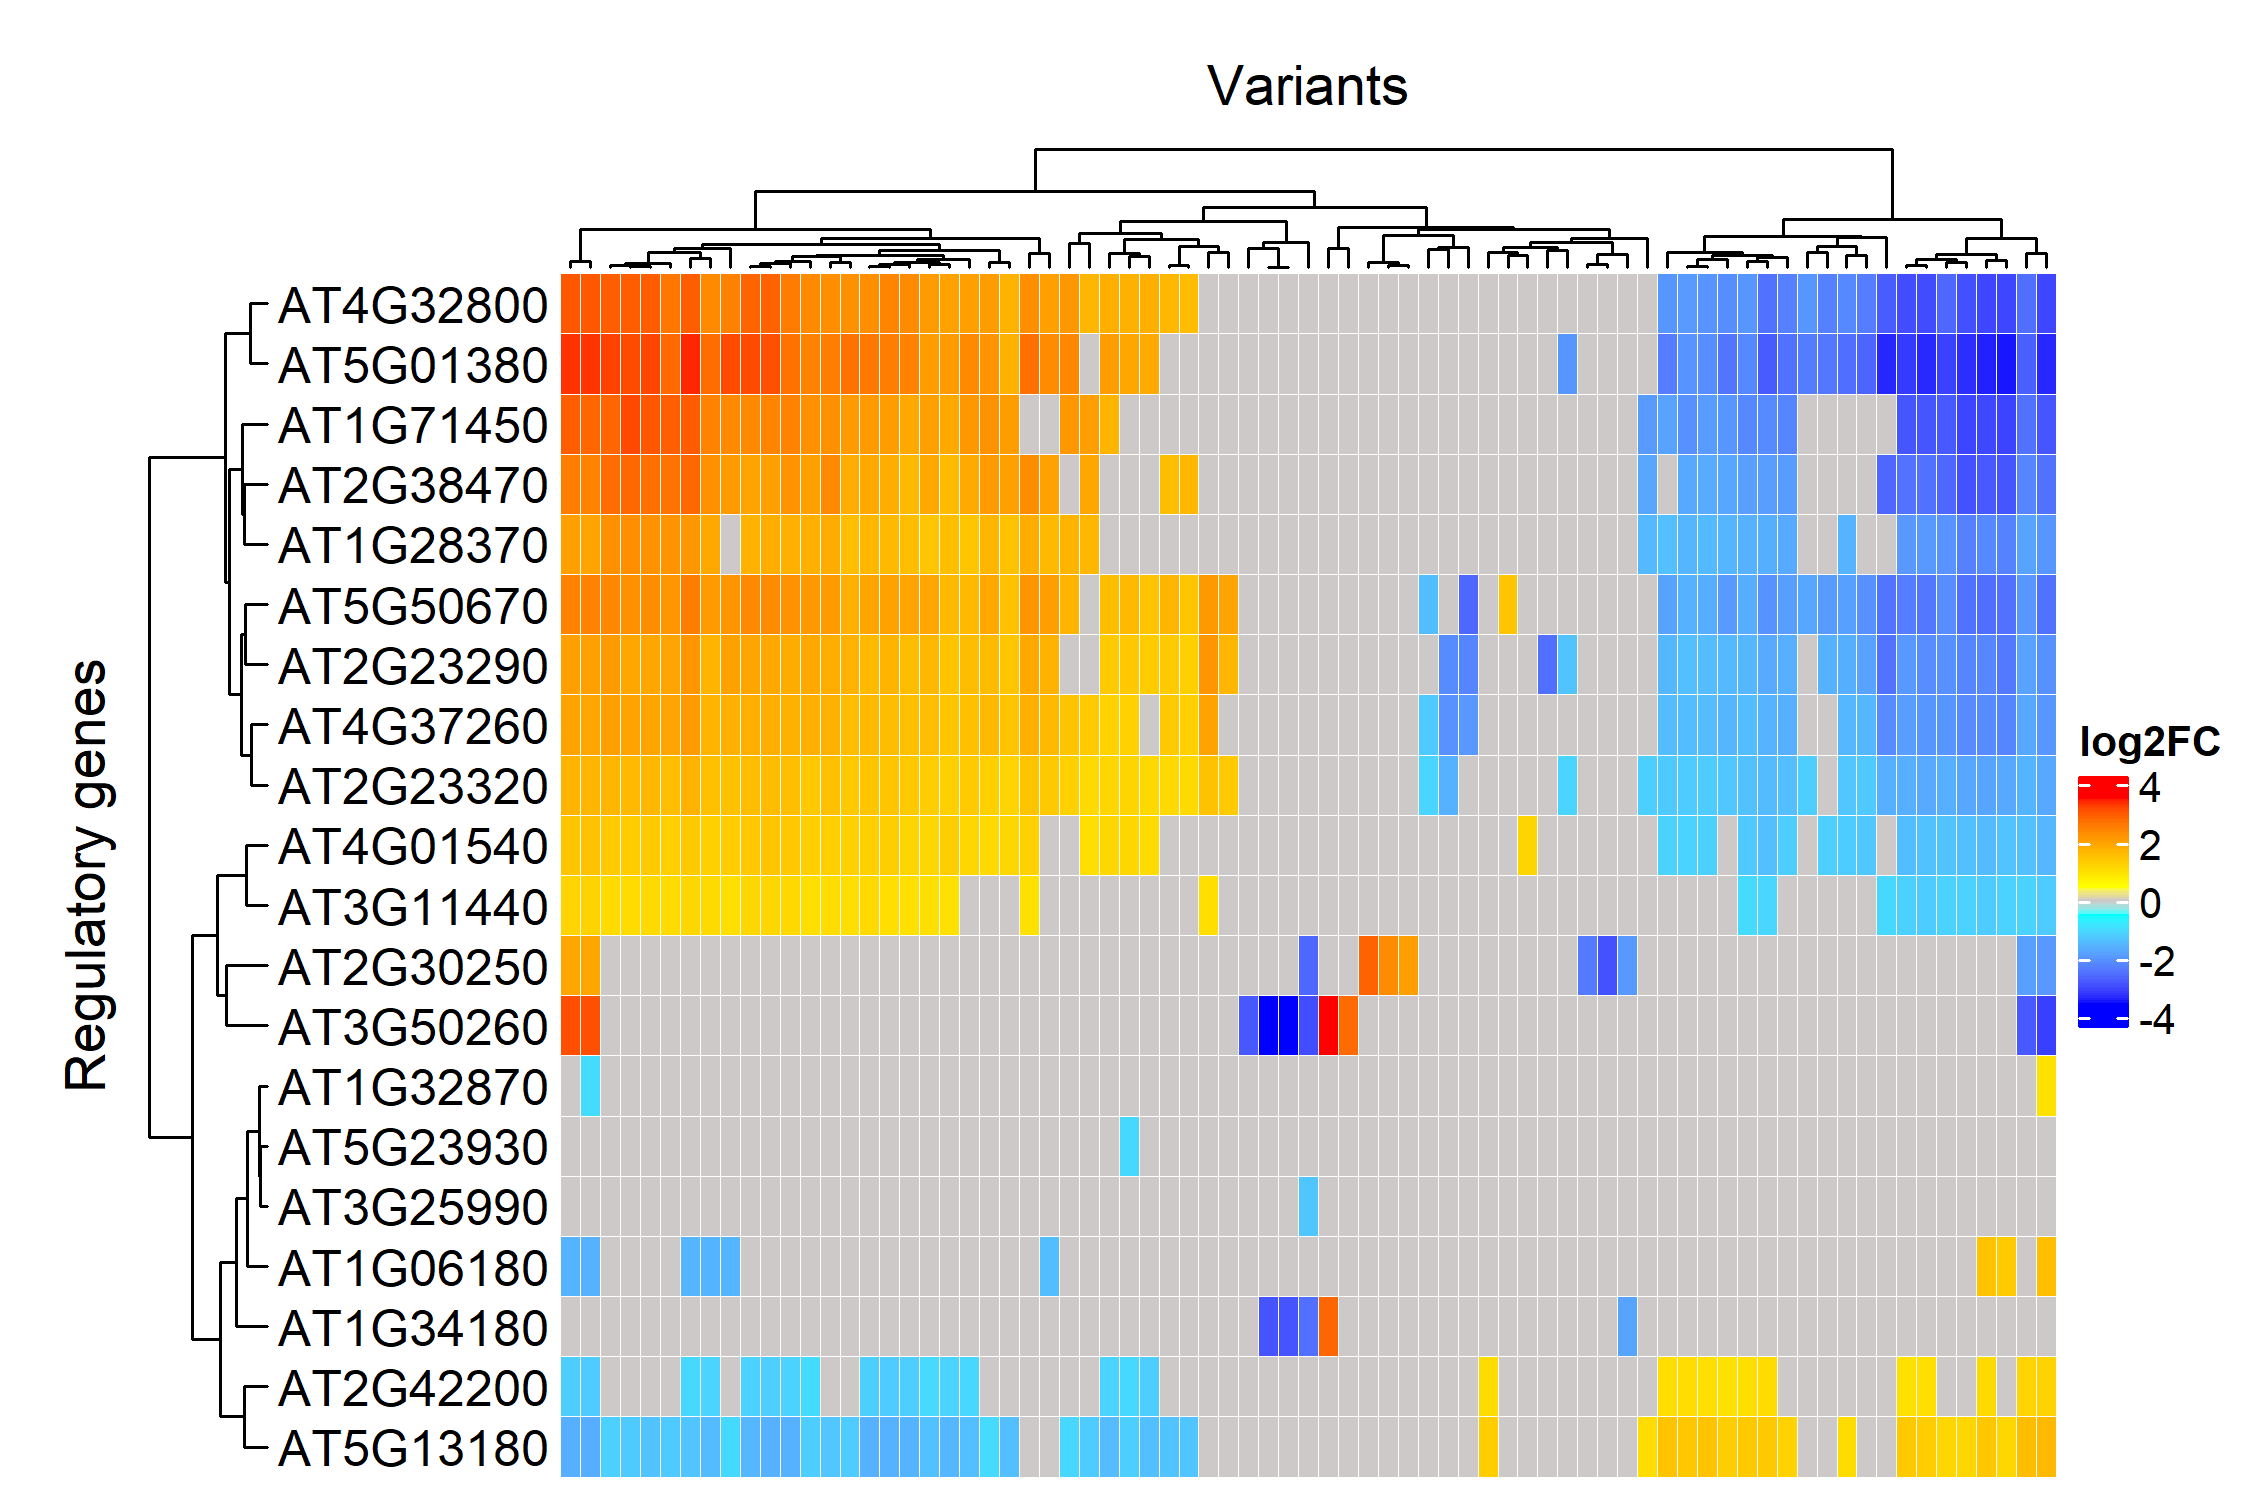 Variants
Regulatory genes
AT4G32800
AT5G01380
AT1G71450
AT2G38470
AT1G28370
AT5G50670
AT2G23290
AT4G37260
AT2G23320
AT4G01540
AT3G11440
AT2G30250
AT3G50260
AT1G32870
AT5G23930
AT3G25990
AT1G06180
AT1G34180
AT2G42200
AT5G13180
log2FC
4
2
0
-2
-4